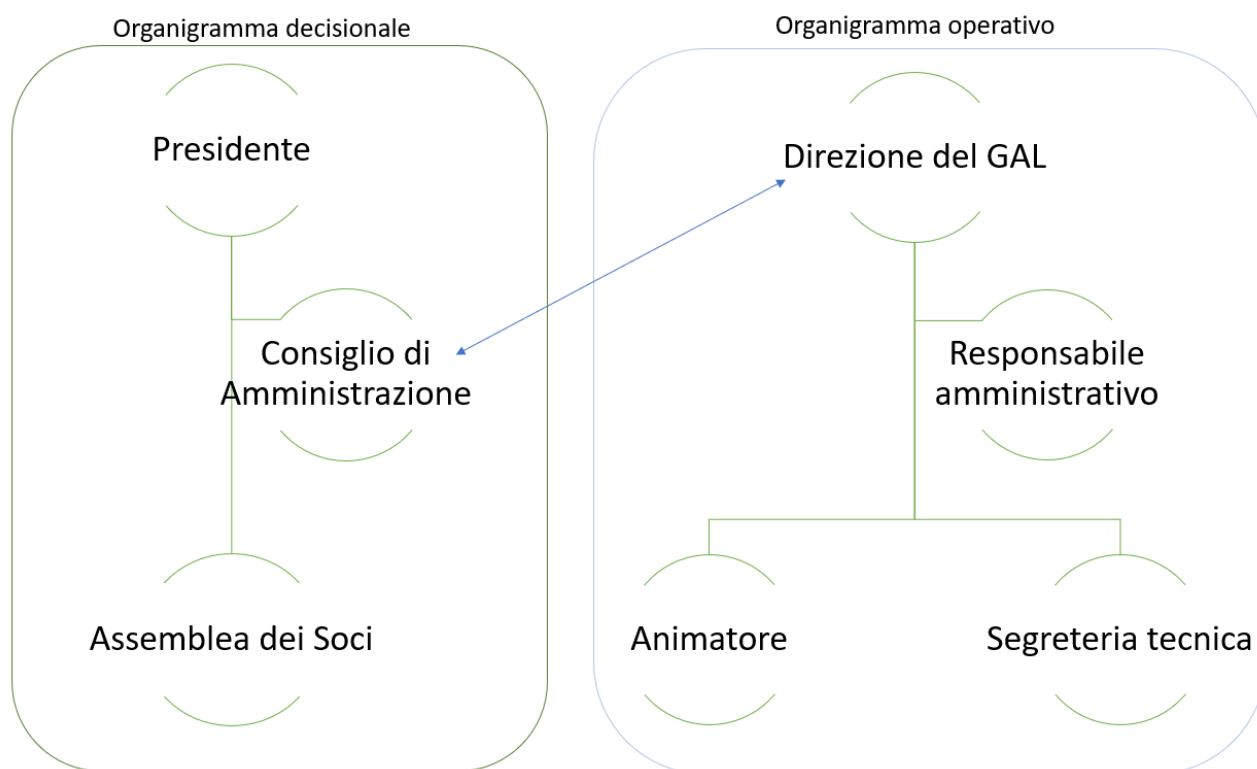 Organigramma decisionale
Presidente
Consiglio di
Amministrazione
Assemblea dei Soci
Organigramma operativo
Direzione del GAL
Responsabile
amministrativo
Animatore
Segreteria tecnica